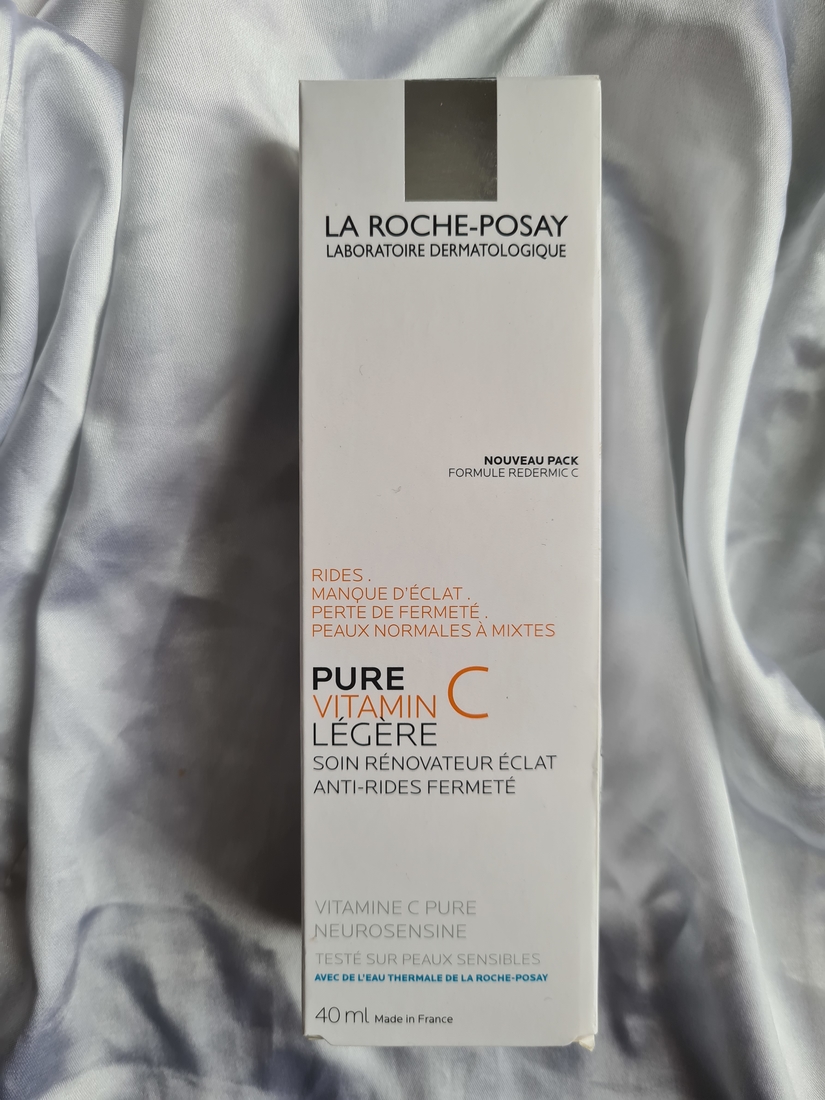 LA ROCHE-POSAY
LABORATOIRE DERMATOLOGIQUE
NOUVEAU PACK
FORMULE REDERMIC C
RIDES .
MANQUE D'ÉCLAT .
PERTE DE FERMETÉ .
PEAUX NORMALES À MIXTES
PURE
VITAMIN C
LÉGÈRE
SOIN RÉNOVATEUR ÉCLAT
ANTI-RIDES FERMETÉ
VITAMINE C PURE
NEUROSENSINE
TESTÉ SUR PEAUX SENSIBLES
AVEC DE L'EAU THERMALE DE LA ROCHE-POSAY
40 ml Made in France